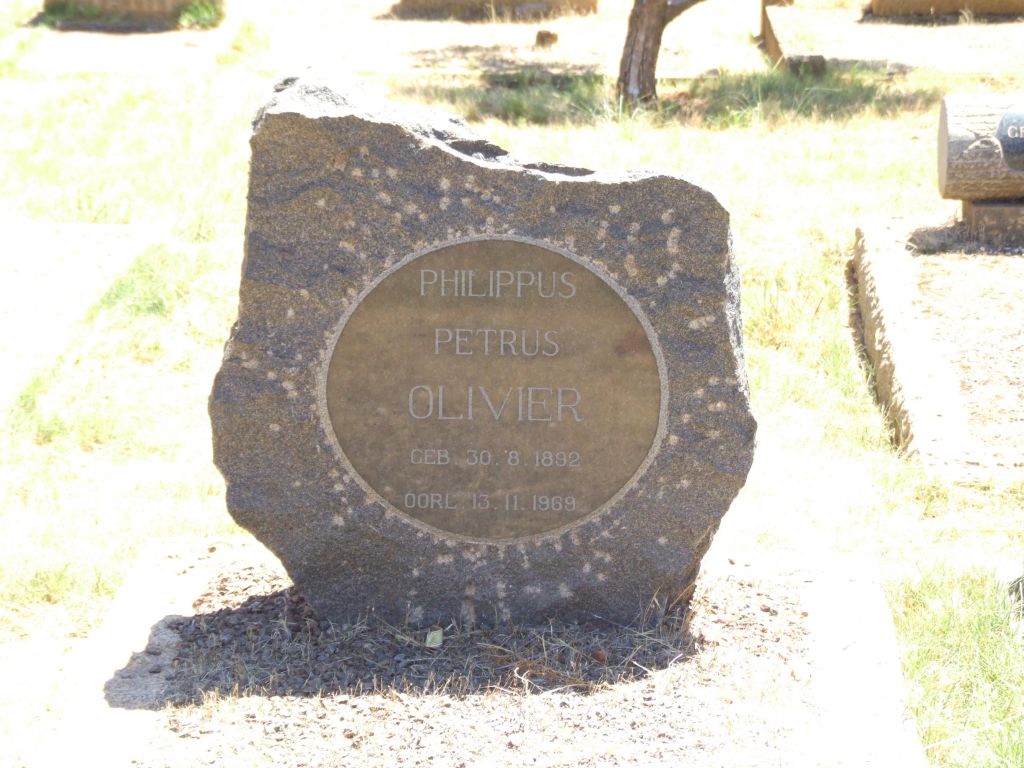 PHILIPPUS
PETRUS
OLIVIER
GEB. 30. 8. 1892
OORL. 13. 11. 1969